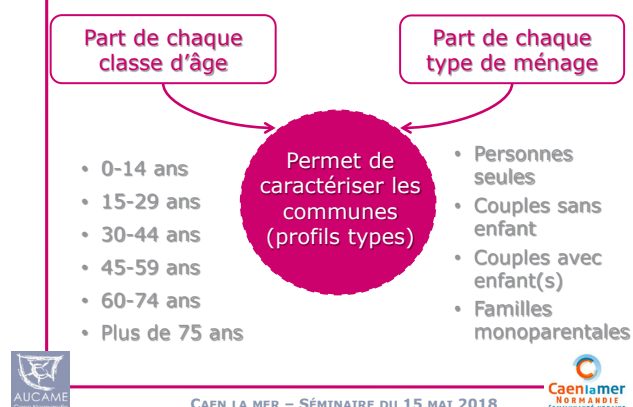 Part de chaque
classe d'âge
Part de chaque
type de ménage
Permet de
caractériser les
communes
(profils types)
• 0-14 ans
• 15-29 ans
• 30-44 ans
• 45-59 ans
• 60-74 ans
• Plus de 75 ans
• Personnes
seules
• Couples sans
enfant
• Couples avec
enfant(s)
• Familles
monoparentales
AUCAME
CAEN LA MER – SÉMINAIRE DU 15 MAI 2018
Caenlamer
NORMANDIE